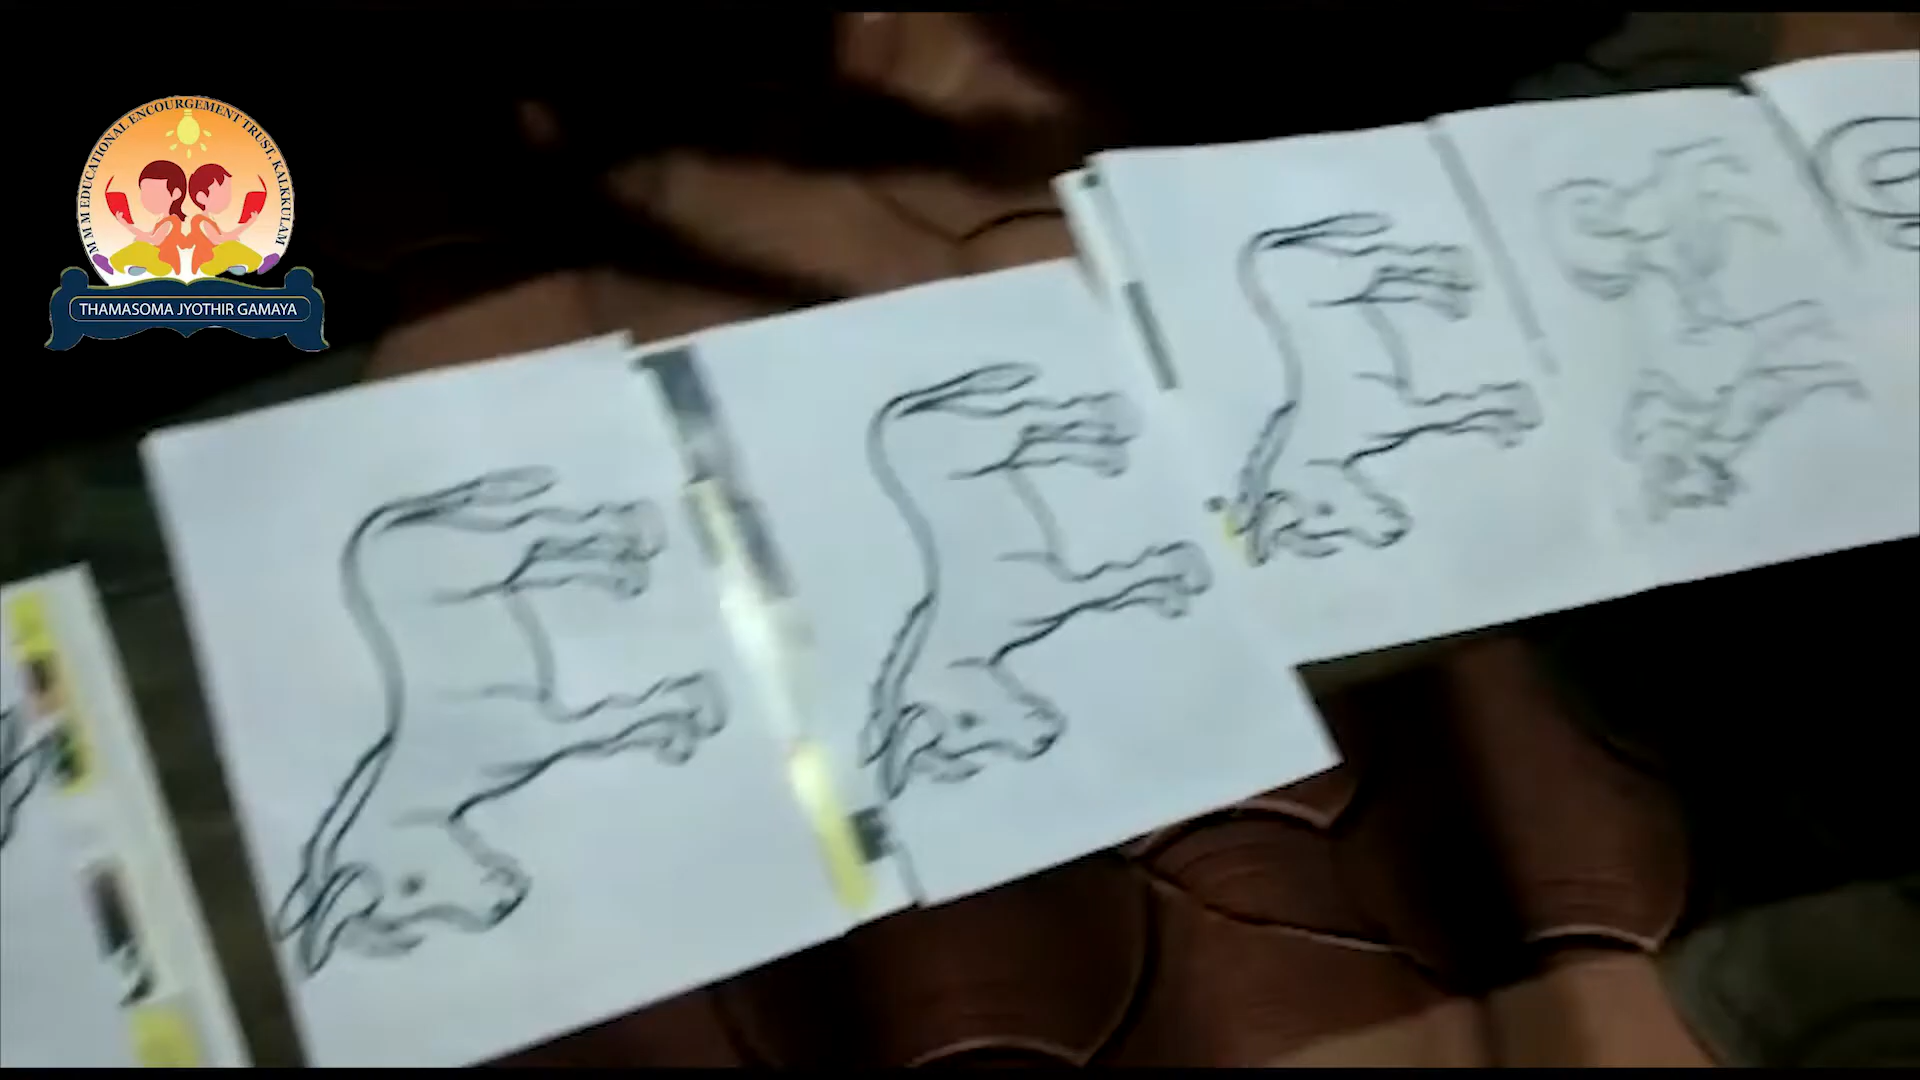 M M M EDUCATIONAL ENCOURGEMENT TRUST, KALKKULAM
THAMASOMA JYOTHIR GAMAYA